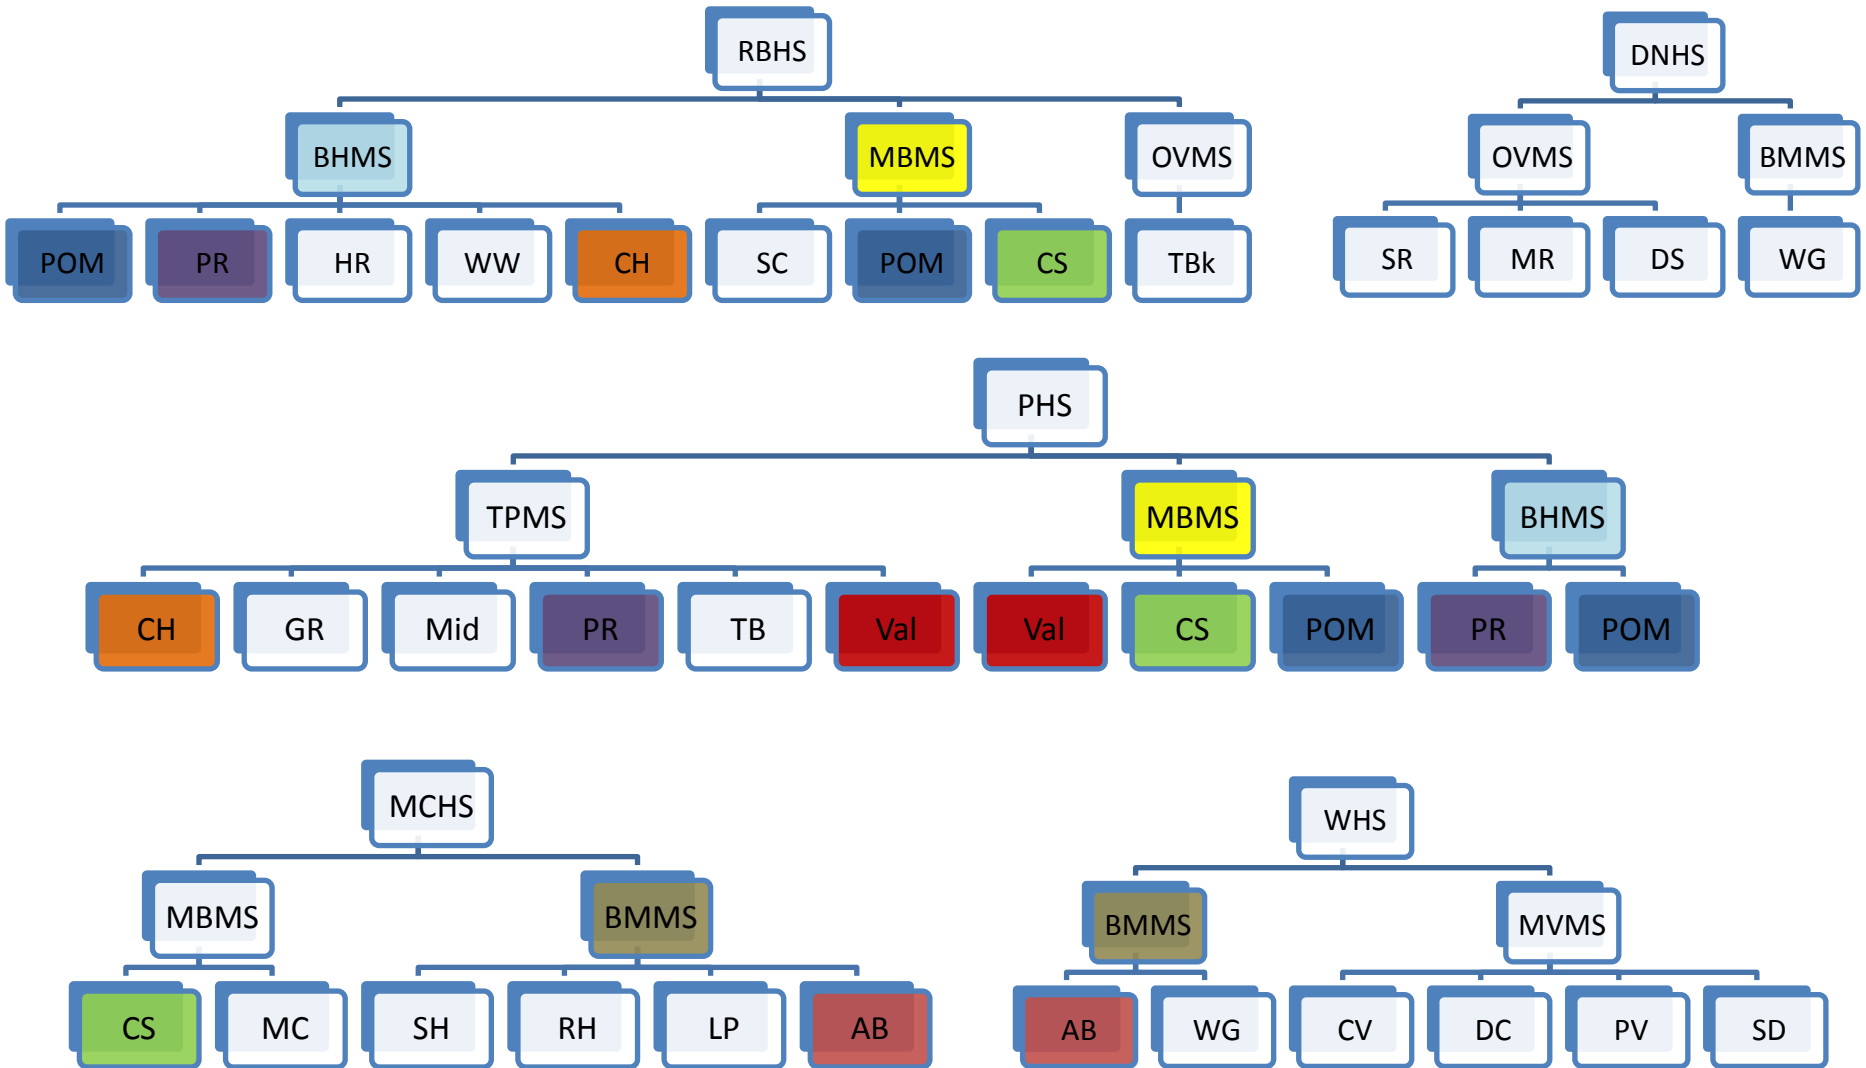 RBHS
DNHS
BHMS
MBMS
OVMS
OVMS
BMMS
POM
PR
HR
WW
CH
SC
POM
CS
TBk
SR
MR
DS
WG
PHS
TPMS
MBMS
BHMS
CH
GR
Mid
PR
TB
Val
Val
CS
POM
PR
POM
MCHS
WHS
MBMS
BMMS
BMMS
MVMS
CS
MC
SH
RH
LP
AB
AB
WG
CV
DC
PV
SD